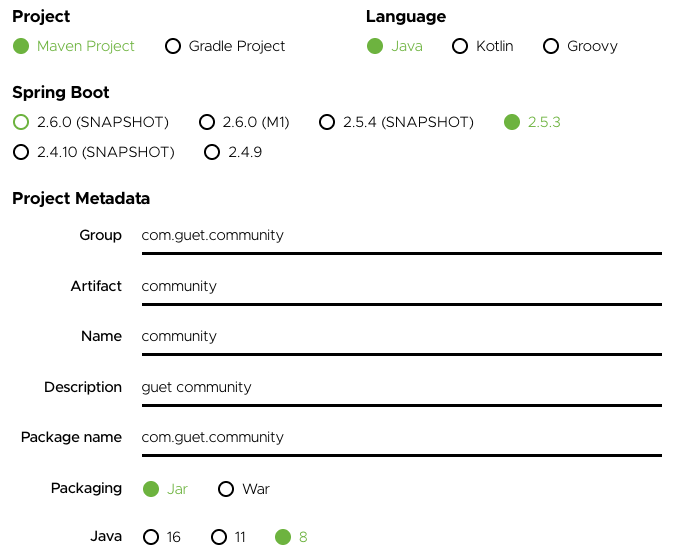 Project Language
Maven Project Gradle Project Java Kotlin Groovy
Spring Boot
2.6.0 (SNAPSHOT) 2.6.0 (M1) 2.5.4 (SNAPSHOT) 2.5.3
2.4.10 (SNAPSHOT) 2.4.9
Project Metadata
Group com.guet.community
Artifact community
Name community
Description guet community
Package name com.guet.community
Packaging Jar War
Java 16 11 8